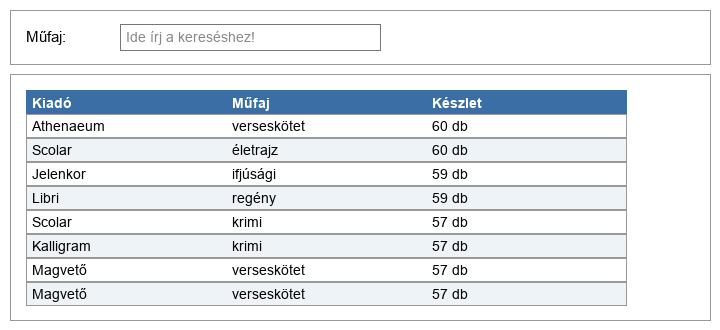 Műfaj: Ide írj a kereséshez!
Kiadó Műfaj Készlet
Athenaeum verseskötet 60 db
Scolar életrajz 60 db
Jelenkor ifjúsági 59 db
Libri regény 59 db
Scolar krimi 57 db
Kalligram krimi 57 db
Magvető verseskötet 57 db
Magvető verseskötet 57 db